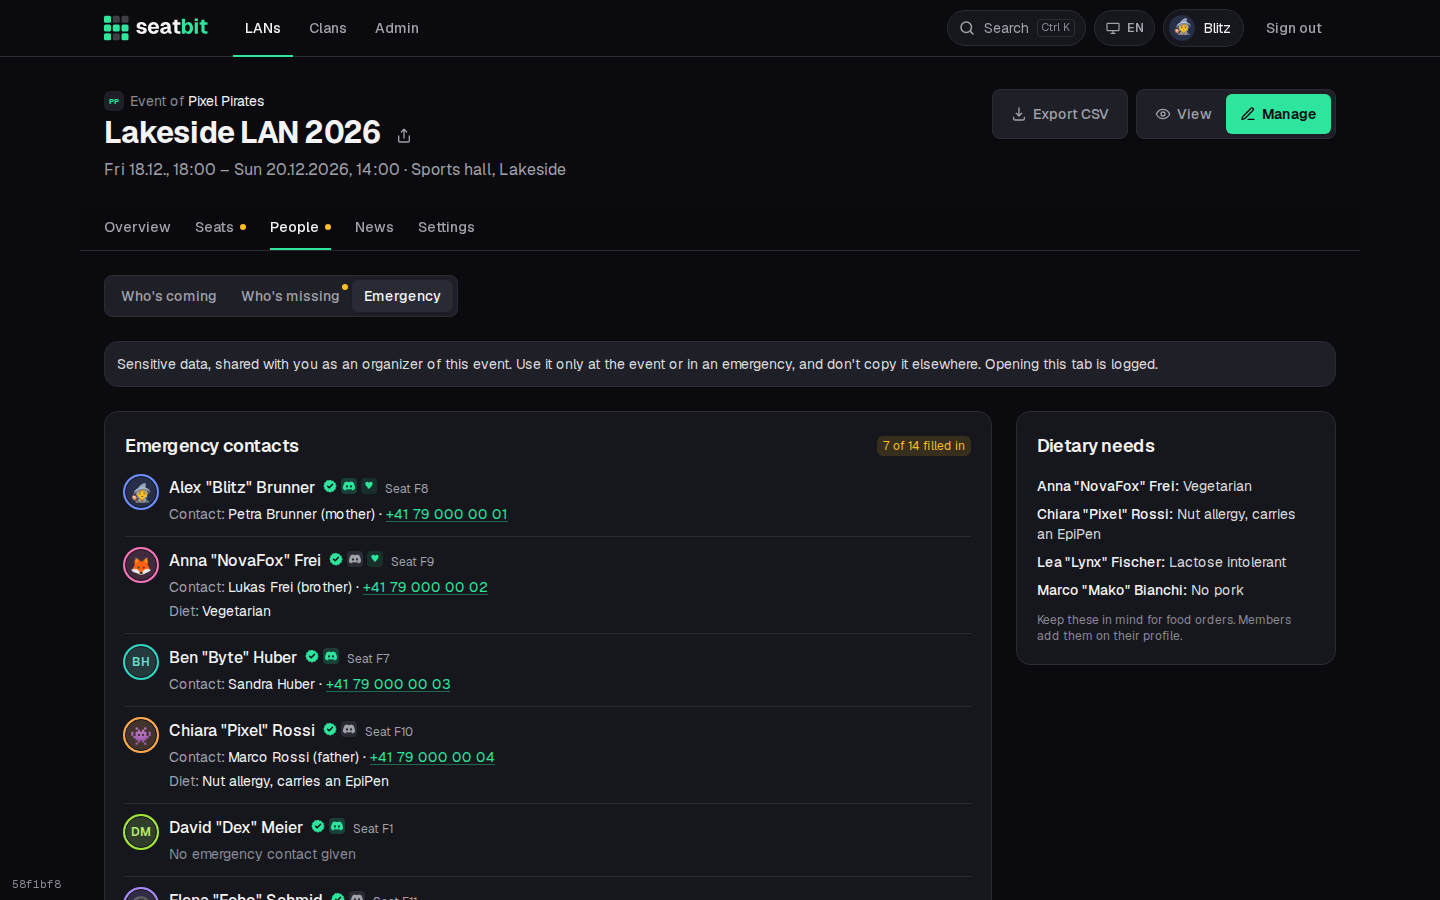 seatbit
LANs
Clans
Admin
Search Ctrl K
EN
Blitz
Sign out
PP Event of Pixel Pirates
Lakeside LAN 2026
Fri 18.12., 18:00 – Sun 20.12.2026, 14:00 · Sports hall, Lakeside
Export CSV
View
Manage
Overview
Seats
People
News
Settings
Who's coming
Who's missing
Emergency
Sensitive data, shared with you as an organizer of this event. Use it only at the event or in an emergency, and don't copy it elsewhere. Opening this tab is logged.
Emergency contacts
7 of 14 filled in
Alex "Blitz" Brunner Seat F8
Contact: Petra Brunner (mother) · +41 79 000 00 01
Anna "NovaFox" Frei Seat F9
Contact: Lukas Frei (brother) · +41 79 000 00 02
Diet: Vegetarian
BH
Ben "Byte" Huber Seat F7
Contact: Sandra Huber · +41 79 000 00 03
Chiara "Pixel" Rossi Seat F10
Contact: Marco Rossi (father) · +41 79 000 00 04
Diet: Nut allergy, carries an EpiPen
DM
David "Dex" Meier Seat F1
No emergency contact given
Elena "Echo" Schmid Seat F11
Dietary needs
Anna "NovaFox" Frei: Vegetarian
Chiara "Pixel" Rossi: Nut allergy, carries
an EpiPen
Lea "Lynx" Fischer: Lactose intolerant
Marco "Mako" Bianchi: No pork
Keep these in mind for food orders. Members
add them on their profile.
58f1bf8